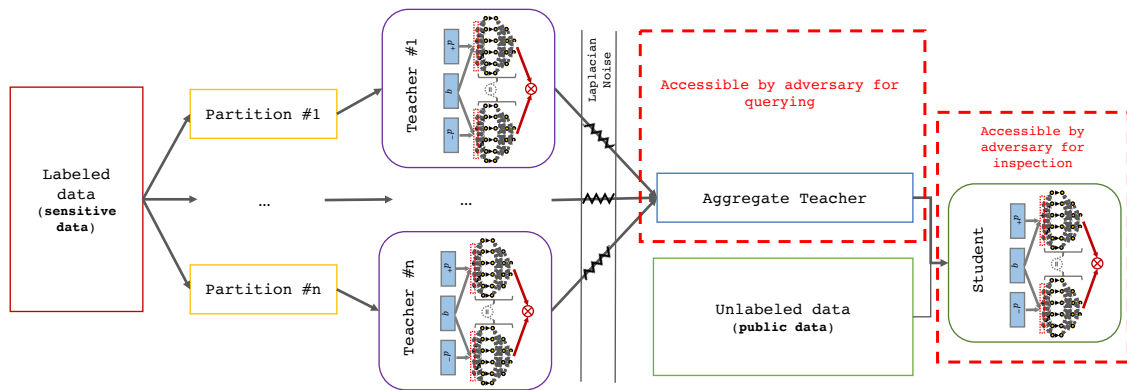 Labeled
data
(sensitive
data)
Partition #1
...
Partition #n
Teacher #1
p+
b
p-
=
...
Teacher #n
p+
b
p-
=
Laplacian
Noise
Accessible by adversary for
querying
Aggregate Teacher
Unlabeled data
(public data)
Accessible by
adversary for
inspection
Student
p+
b
p-
=